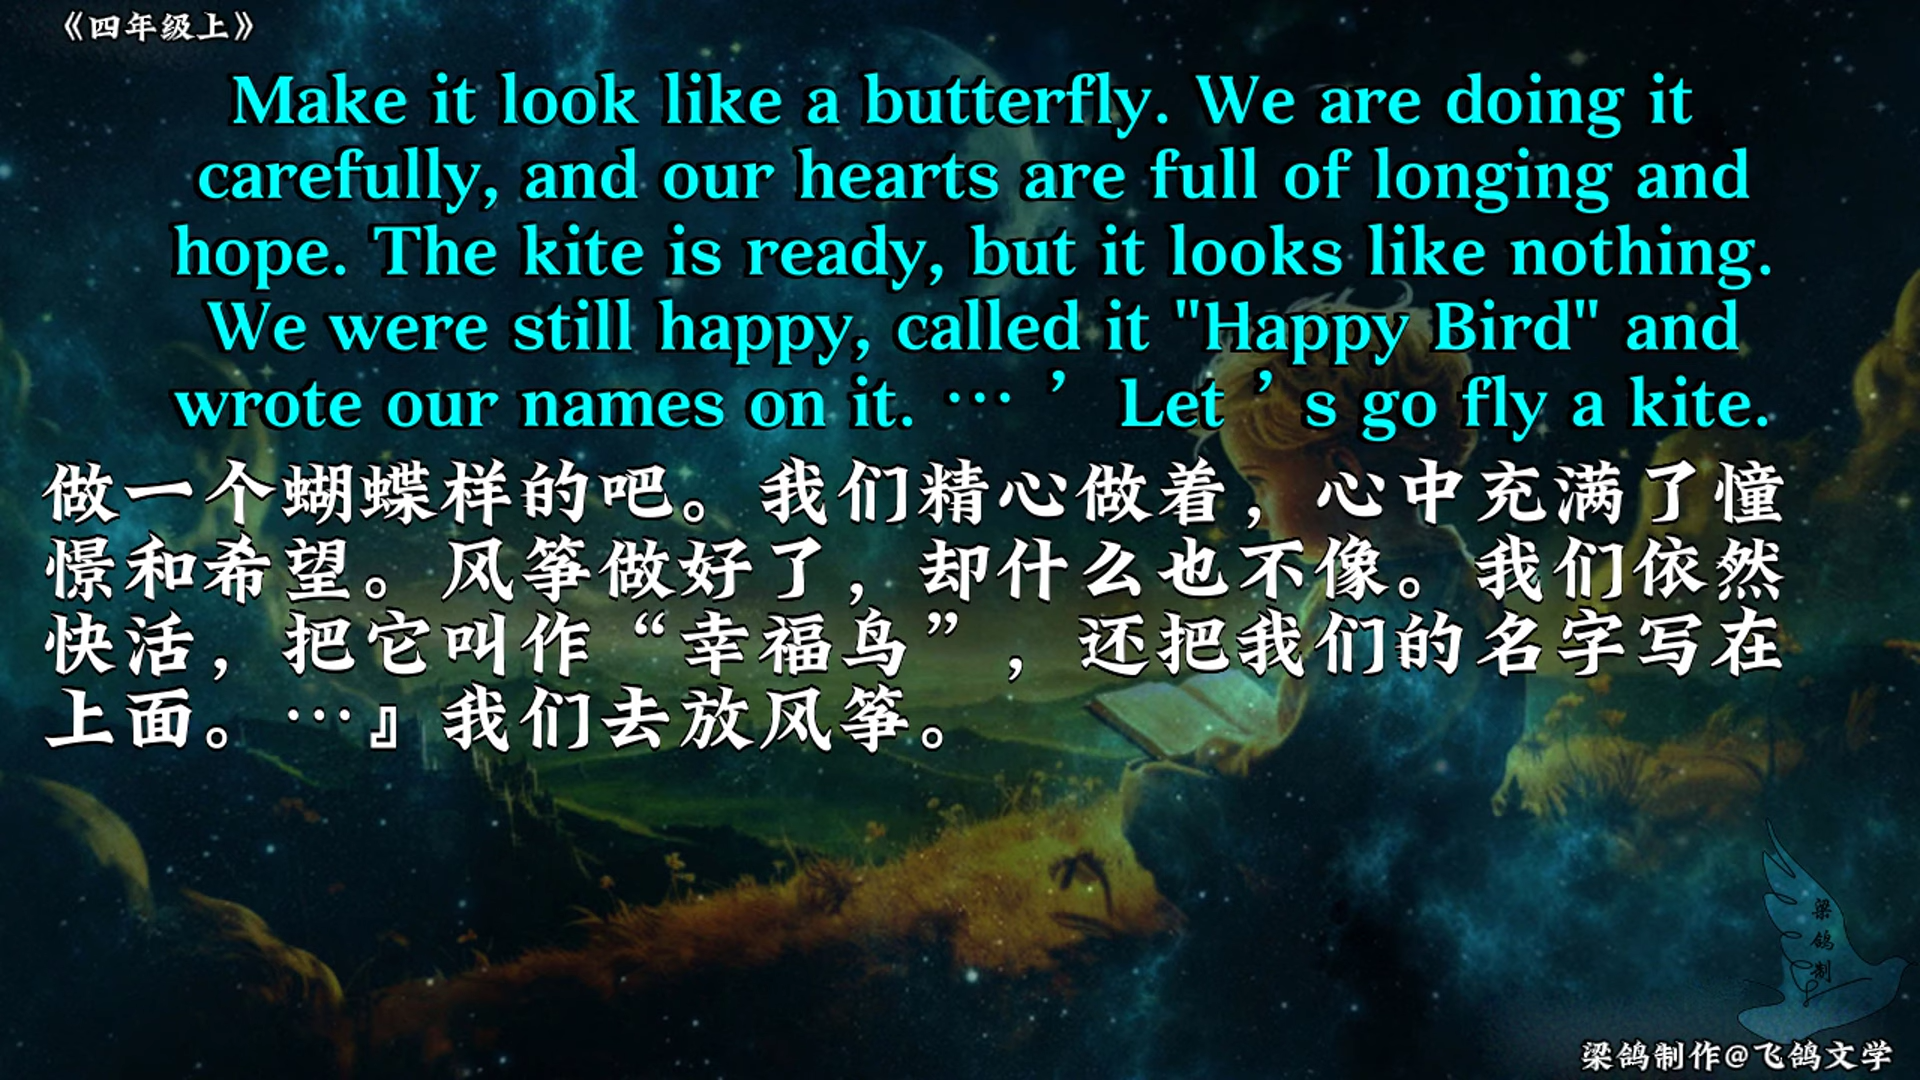 《四年级上》
Make it look like a butterfly. We are doing it
carefully, and our hearts are full of longing and
hope. The kite is ready, but it looks like nothing.
We were still happy, called it "Happy Bird" and
wrote our names on it. … ’ Let ’ s go fly a kite.
做一个蝴蝶样的吧。我们精心做着，心中充满了憧
憬和希望。风筝做好了，却什么也不像。我们依然
快活，把它叫作“幸福鸟”，还把我们的名字写在
上面。…』我们去放风筝。
梁
鸽
制
梁鸽制作@飞鸽文学